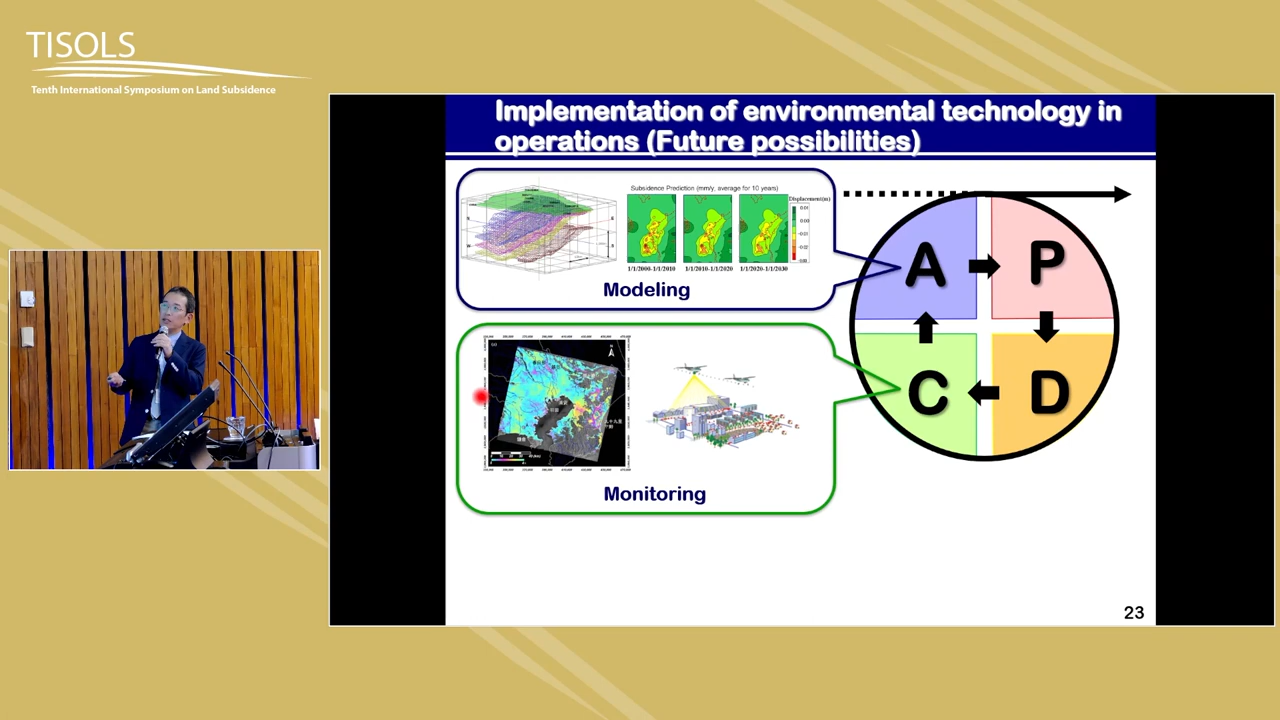 TISOLS
Tenth International Symposium on Land Subsidence
Implementation of environmental technology in
operations (Future possibilities)
Subsidence Prediction (mm/y, average for 10 years)
Displacement(m)
1/1/2000-1/1/2010
1/1/2010-1/1/2020
1/1/2020-1/1/2030
Modeling
A
P
C
D
Monitoring
23